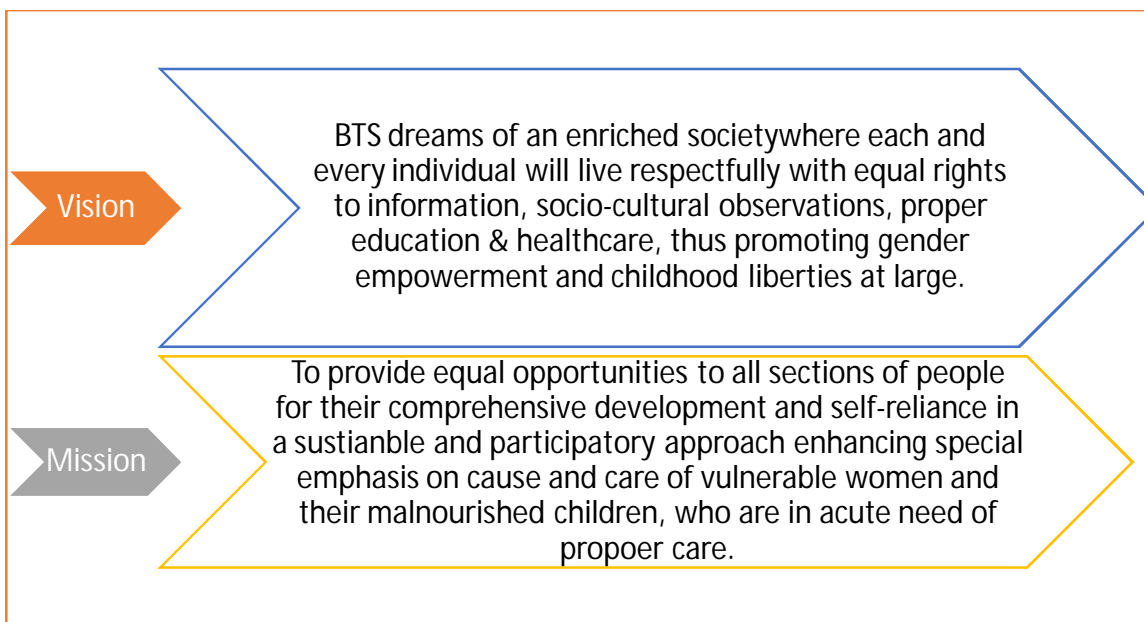 Vision
BTS dreams of an enriched societywhere each and
every individual will live respectfully with equal rights
to information, socio-cultural observations, proper
education & healthcare, thus promoting gender
empowerment and childhood liberties at large.
Mission
To provide equal opportunities to all sections of people
for their comprehensive development and self-reliance in
a sustianble and participatory approach enhancing special
emphasis on cause and care of vulnerable women and
their malnourished children, who are in acute need of
propoer care.